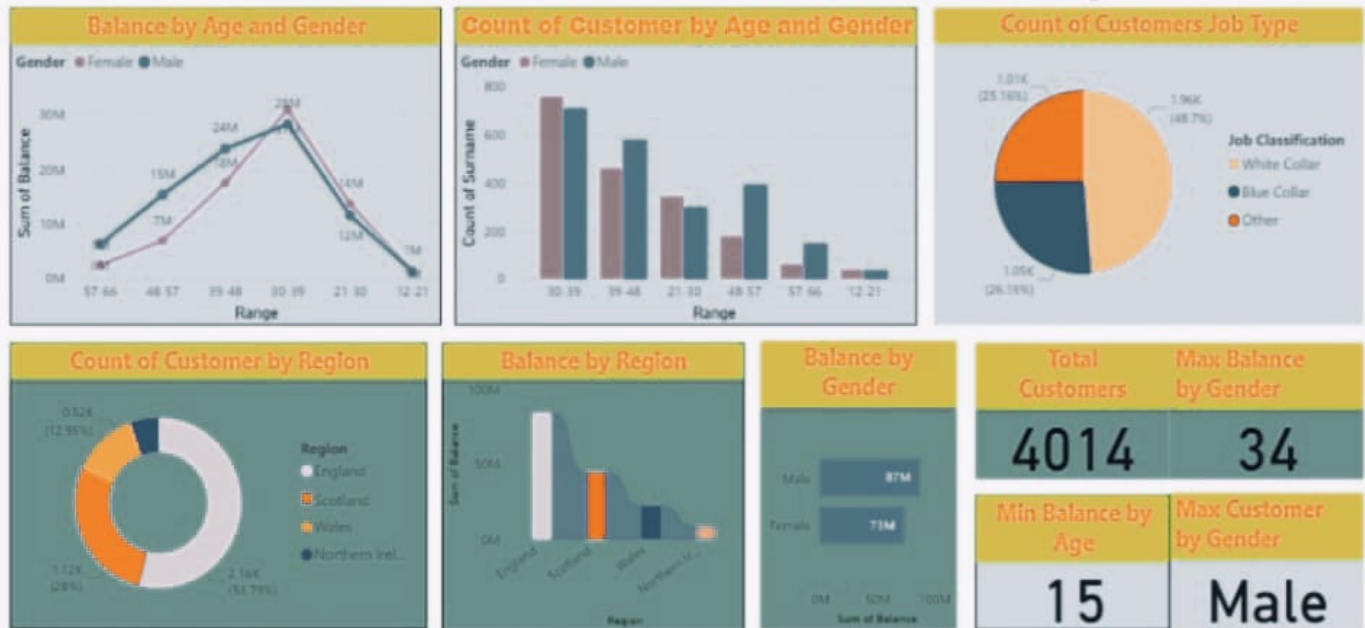 Balance by Age and Gender
Gender Female Male
Sum of Balance
30M
20M
10M
0M
24M
18M
15M
7M
14M
12M
57-66 48-57 39-48 30-39 21-30 12-21
Range
Count of Customer by Age and Gender
Gender Female Male
Count of Surname
800
600
400
200
0
30-39 39-48 21-30 48-57 57-66 12-21
Range
Count of Customers Job Type
1.01K
(25.16%)
1.96K
(48.7%)
1.05K
(26.16%)
Job Classification
White Collar
Blue Collar
Other
Count of Customer by Region
0.52K
(12.95%)
1.12K
(28%)
2.16K
(53.79%)
Region
England
Scotland
Wales
Northern Irel...
Balance by Region
Sum of Balance
100M
50M
0M
England
Scotland
Wales
Northern Ir...
Region
Balance by
Gender
Male 87M
Female 73M
0M 50M 100M
Sum of Balance
Total
Customers
4014
Max Balance
by Gender
34
Min Balance by
Age
15
Max Customer
by Gender
Male